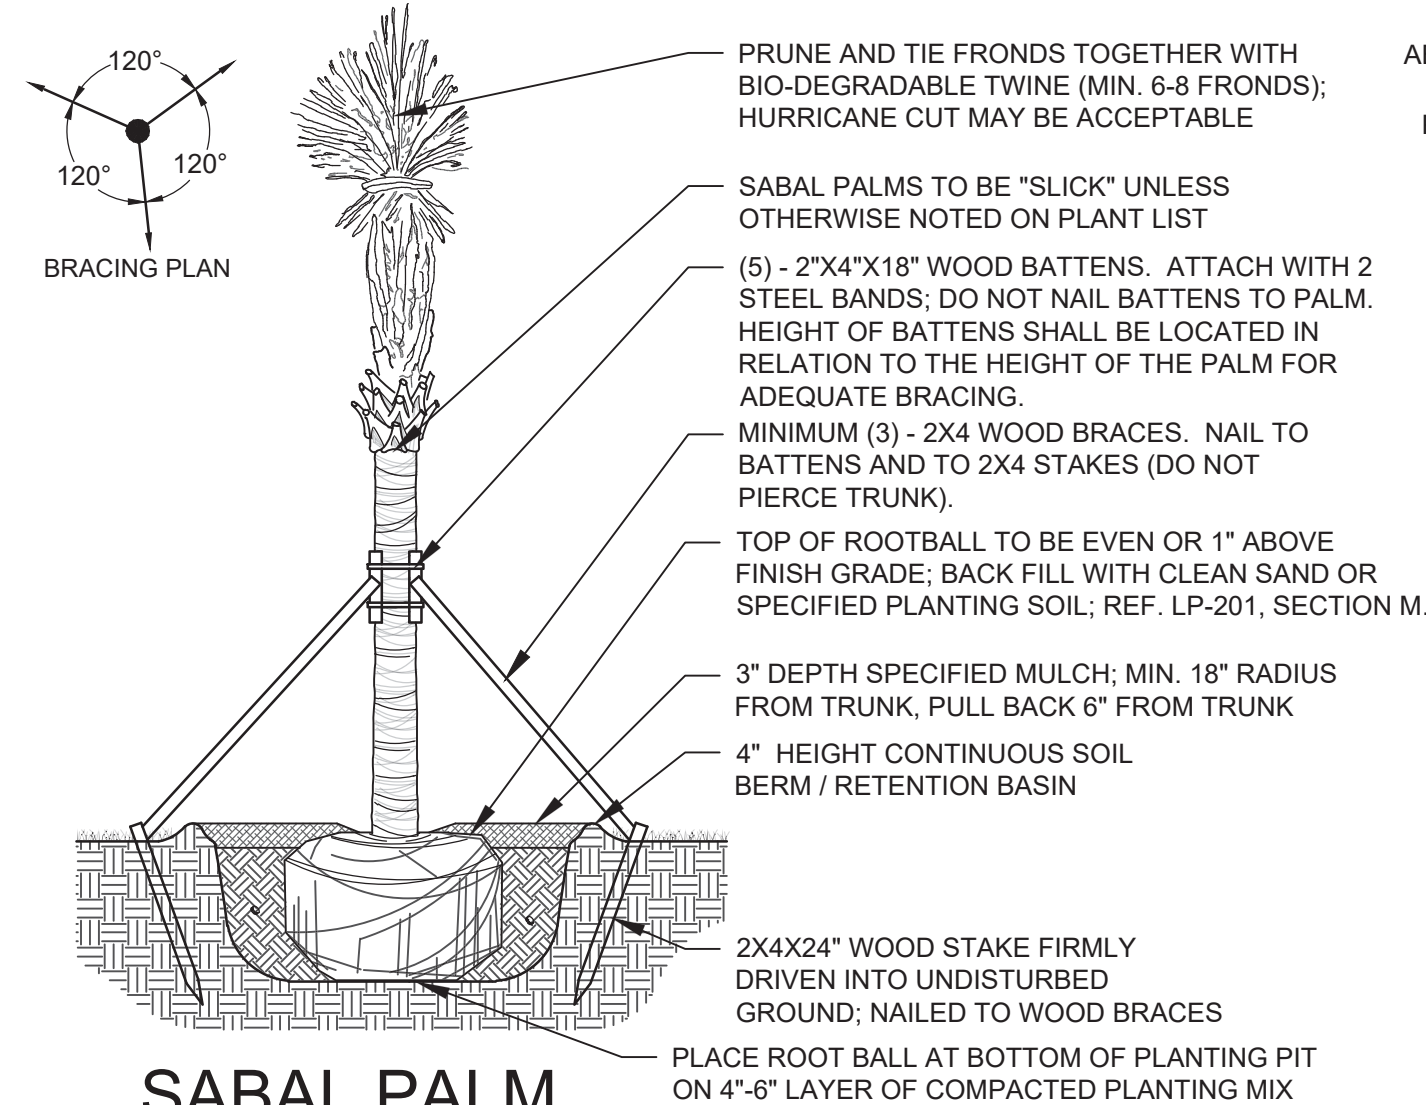 120°
120°
120°
BRACING PLAN
PRUNE AND TIE FRONDS TOGETHER WITH
BIO-DEGRADABLE TWINE (MIN. 6-8 FRONDS);
HURRICANE CUT MAY BE ACCEPTABLE
SABAL PALMS TO BE "SLICK" UNLESS
OTHERWISE NOTED ON PLANT LIST
(5) - 2"X4"X18" WOOD BATTENS. ATTACH WITH 2
STEEL BANDS; DO NOT NAIL BATTENS TO PALM.
HEIGHT OF BATTENS SHALL BE LOCATED IN
RELATION TO THE HEIGHT OF THE PALM FOR
ADEQUATE BRACING.
MINIMUM (3) - 2X4 WOOD BRACES. NAIL TO
BATTENS AND TO 2X4 STAKES (DO NOT
PIERCE TRUNK).
TOP OF ROOTBALL TO BE EVEN OR 1" ABOVE
FINISH GRADE; BACK FILL WITH CLEAN SAND OR
SPECIFIED PLANTING SOIL; REF. LP-201, SECTION M.
3" DEPTH SPECIFIED MULCH; MIN. 18" RADIUS
FROM TRUNK, PULL BACK 6" FROM TRUNK
4" HEIGHT CONTINUOUS SOIL
BERM / RETENTION BASIN
2X4X24" WOOD STAKE FIRMLY
DRIVEN INTO UNDISTURBED
GROUND; NAILED TO WOOD BRACES
PLACE ROOT BALL AT BOTTOM OF PLANTING PIT
ON 4"-6" LAYER OF COMPACTED PLANTING MIX
SABAL PALM